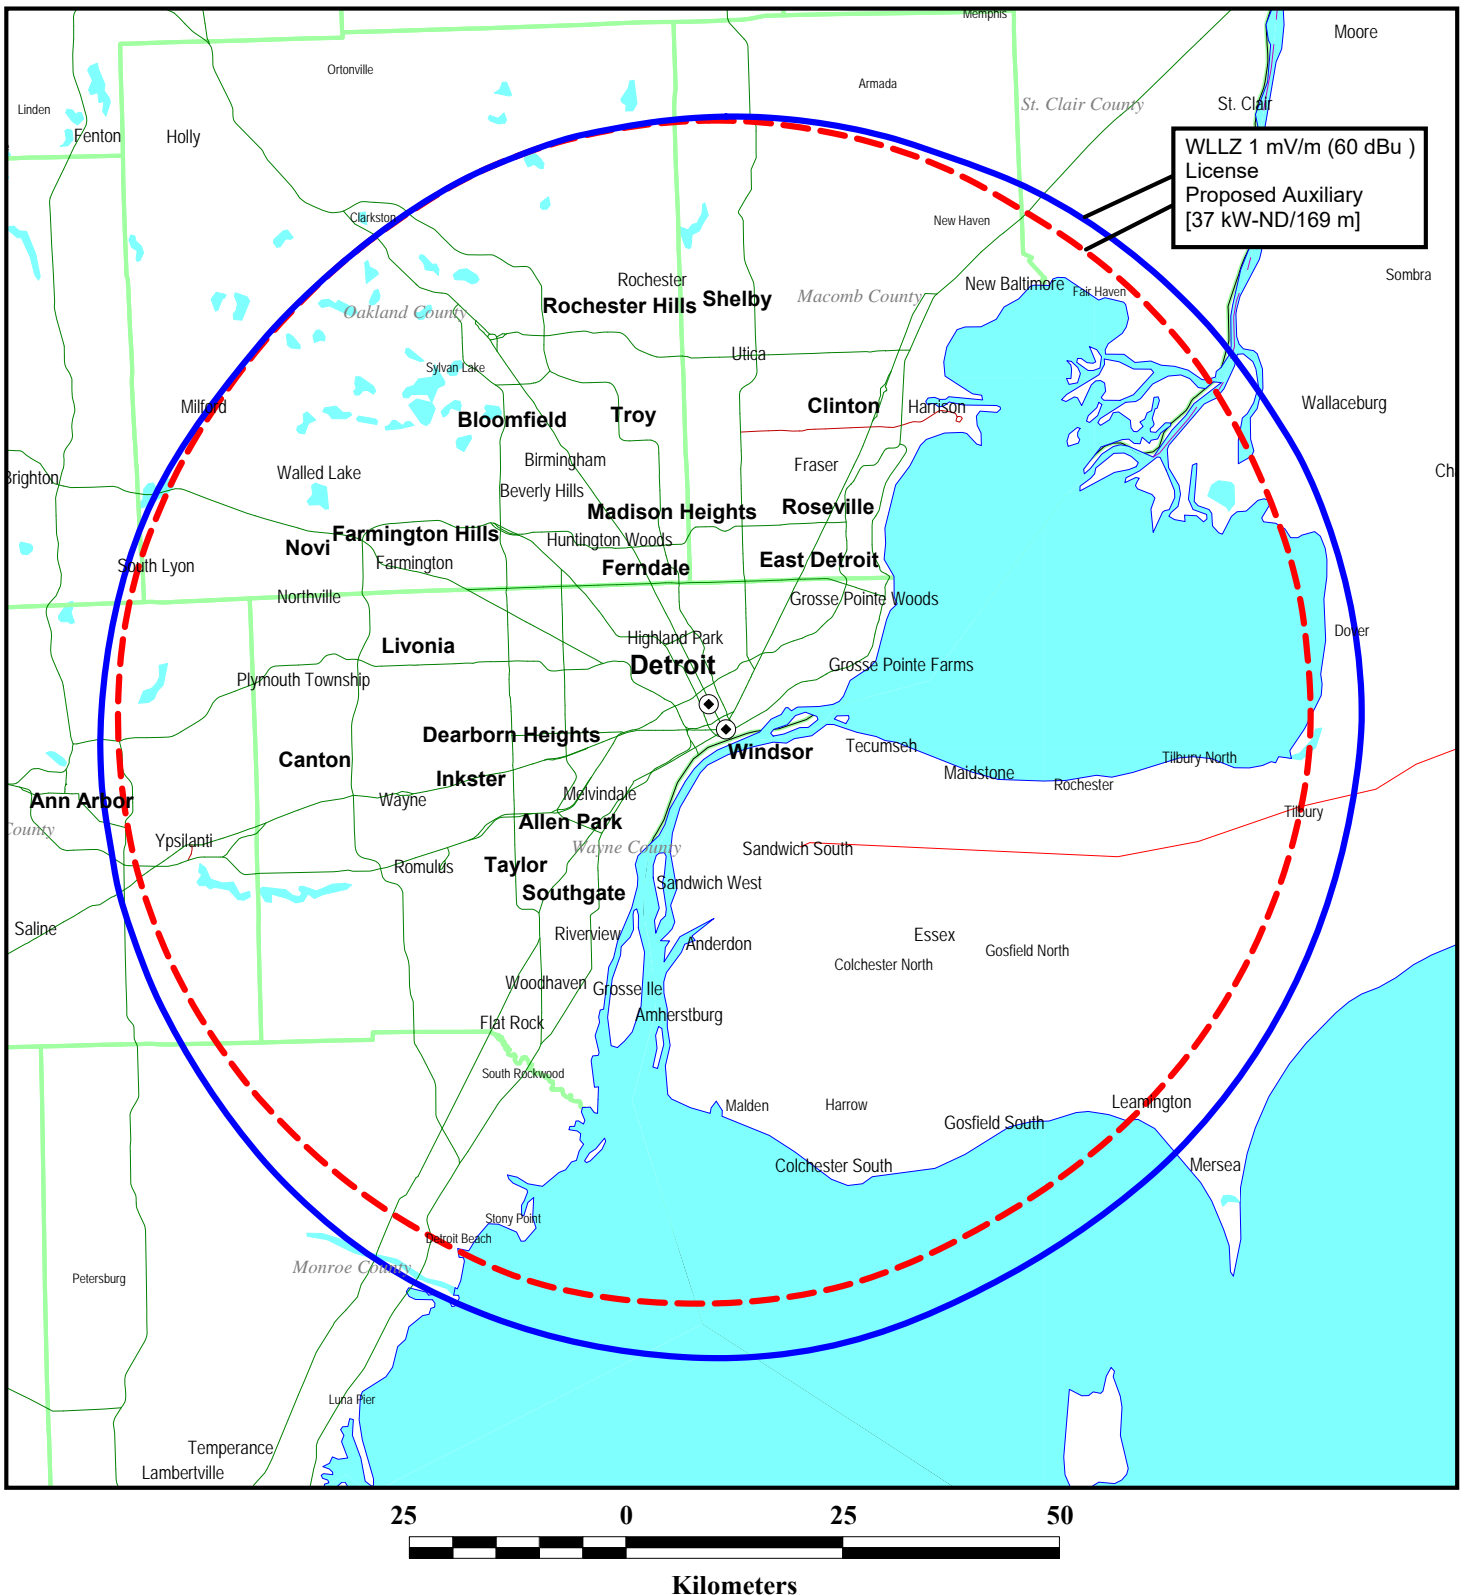 Memphis
Moore
Ortonville
Armada
Linden
St. Clair County
St. Clair
Fenton
Holly
WLLZ 1 mV/m (60 dBu )
License
Proposed Auxiliary
[37 kW-ND/169 m]
Clarkston
New Haven
Rochester
Sombra
New Baltimore
Fair Haven
Rochester Hills
Shelby
Macomb County
Oakland County
Utica
Sylvan Lake
Milford
Bloomfield
Troy
Clinton
Harrison
Wallaceburg
Birmingham
Fraser
Walled Lake
Brighton
Ch
Beverly Hills
Madison Heights
Roseville
Farmington Hills
Huntington Woods
Novi
Farmington
Ferndale
East Detroit
South Lyon
Northville
Grosse Pointe Woods
Highland Park
Dover
Livonia
Detroit
Grosse Pointe Farms
Plymouth Township
Dearborn Heights
Windsor
Tecumseh
Canton
Tilbury North
Inkster
Maidstone
Rochester
Ann Arbor
Wayne
Melvindale
Tilbury
County
Ypsilanti
Allen Park
Wayne County
Sandwich South
Romulus
Taylor
Southgate
Sandwich West
Saline
Riverview
Anderdon
Essex
Gosfield North
Colchester North
Woodhaven
Grosse Ile
Amherstburg
Flat Rock
South Rockwood
Malden
Harrow
Leamington
Gosfield South
Colchester South
Mersea
Stony Point
Detroit Beach
Monroe County
Petersburg
Luna Pier
Temperance
Lambertville
25 0 25 50
Kilometers